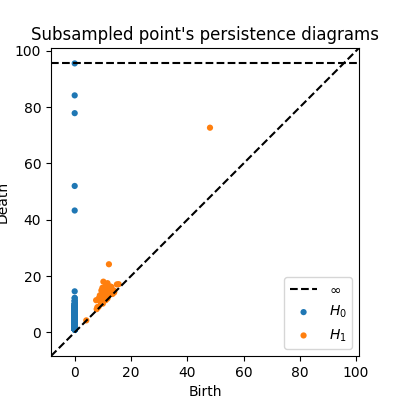 Subsampled point's persistence diagrams
100
80
60
40
20
0
Death
0 20 40 60 80 100
Birth
∞
H₀
H₁